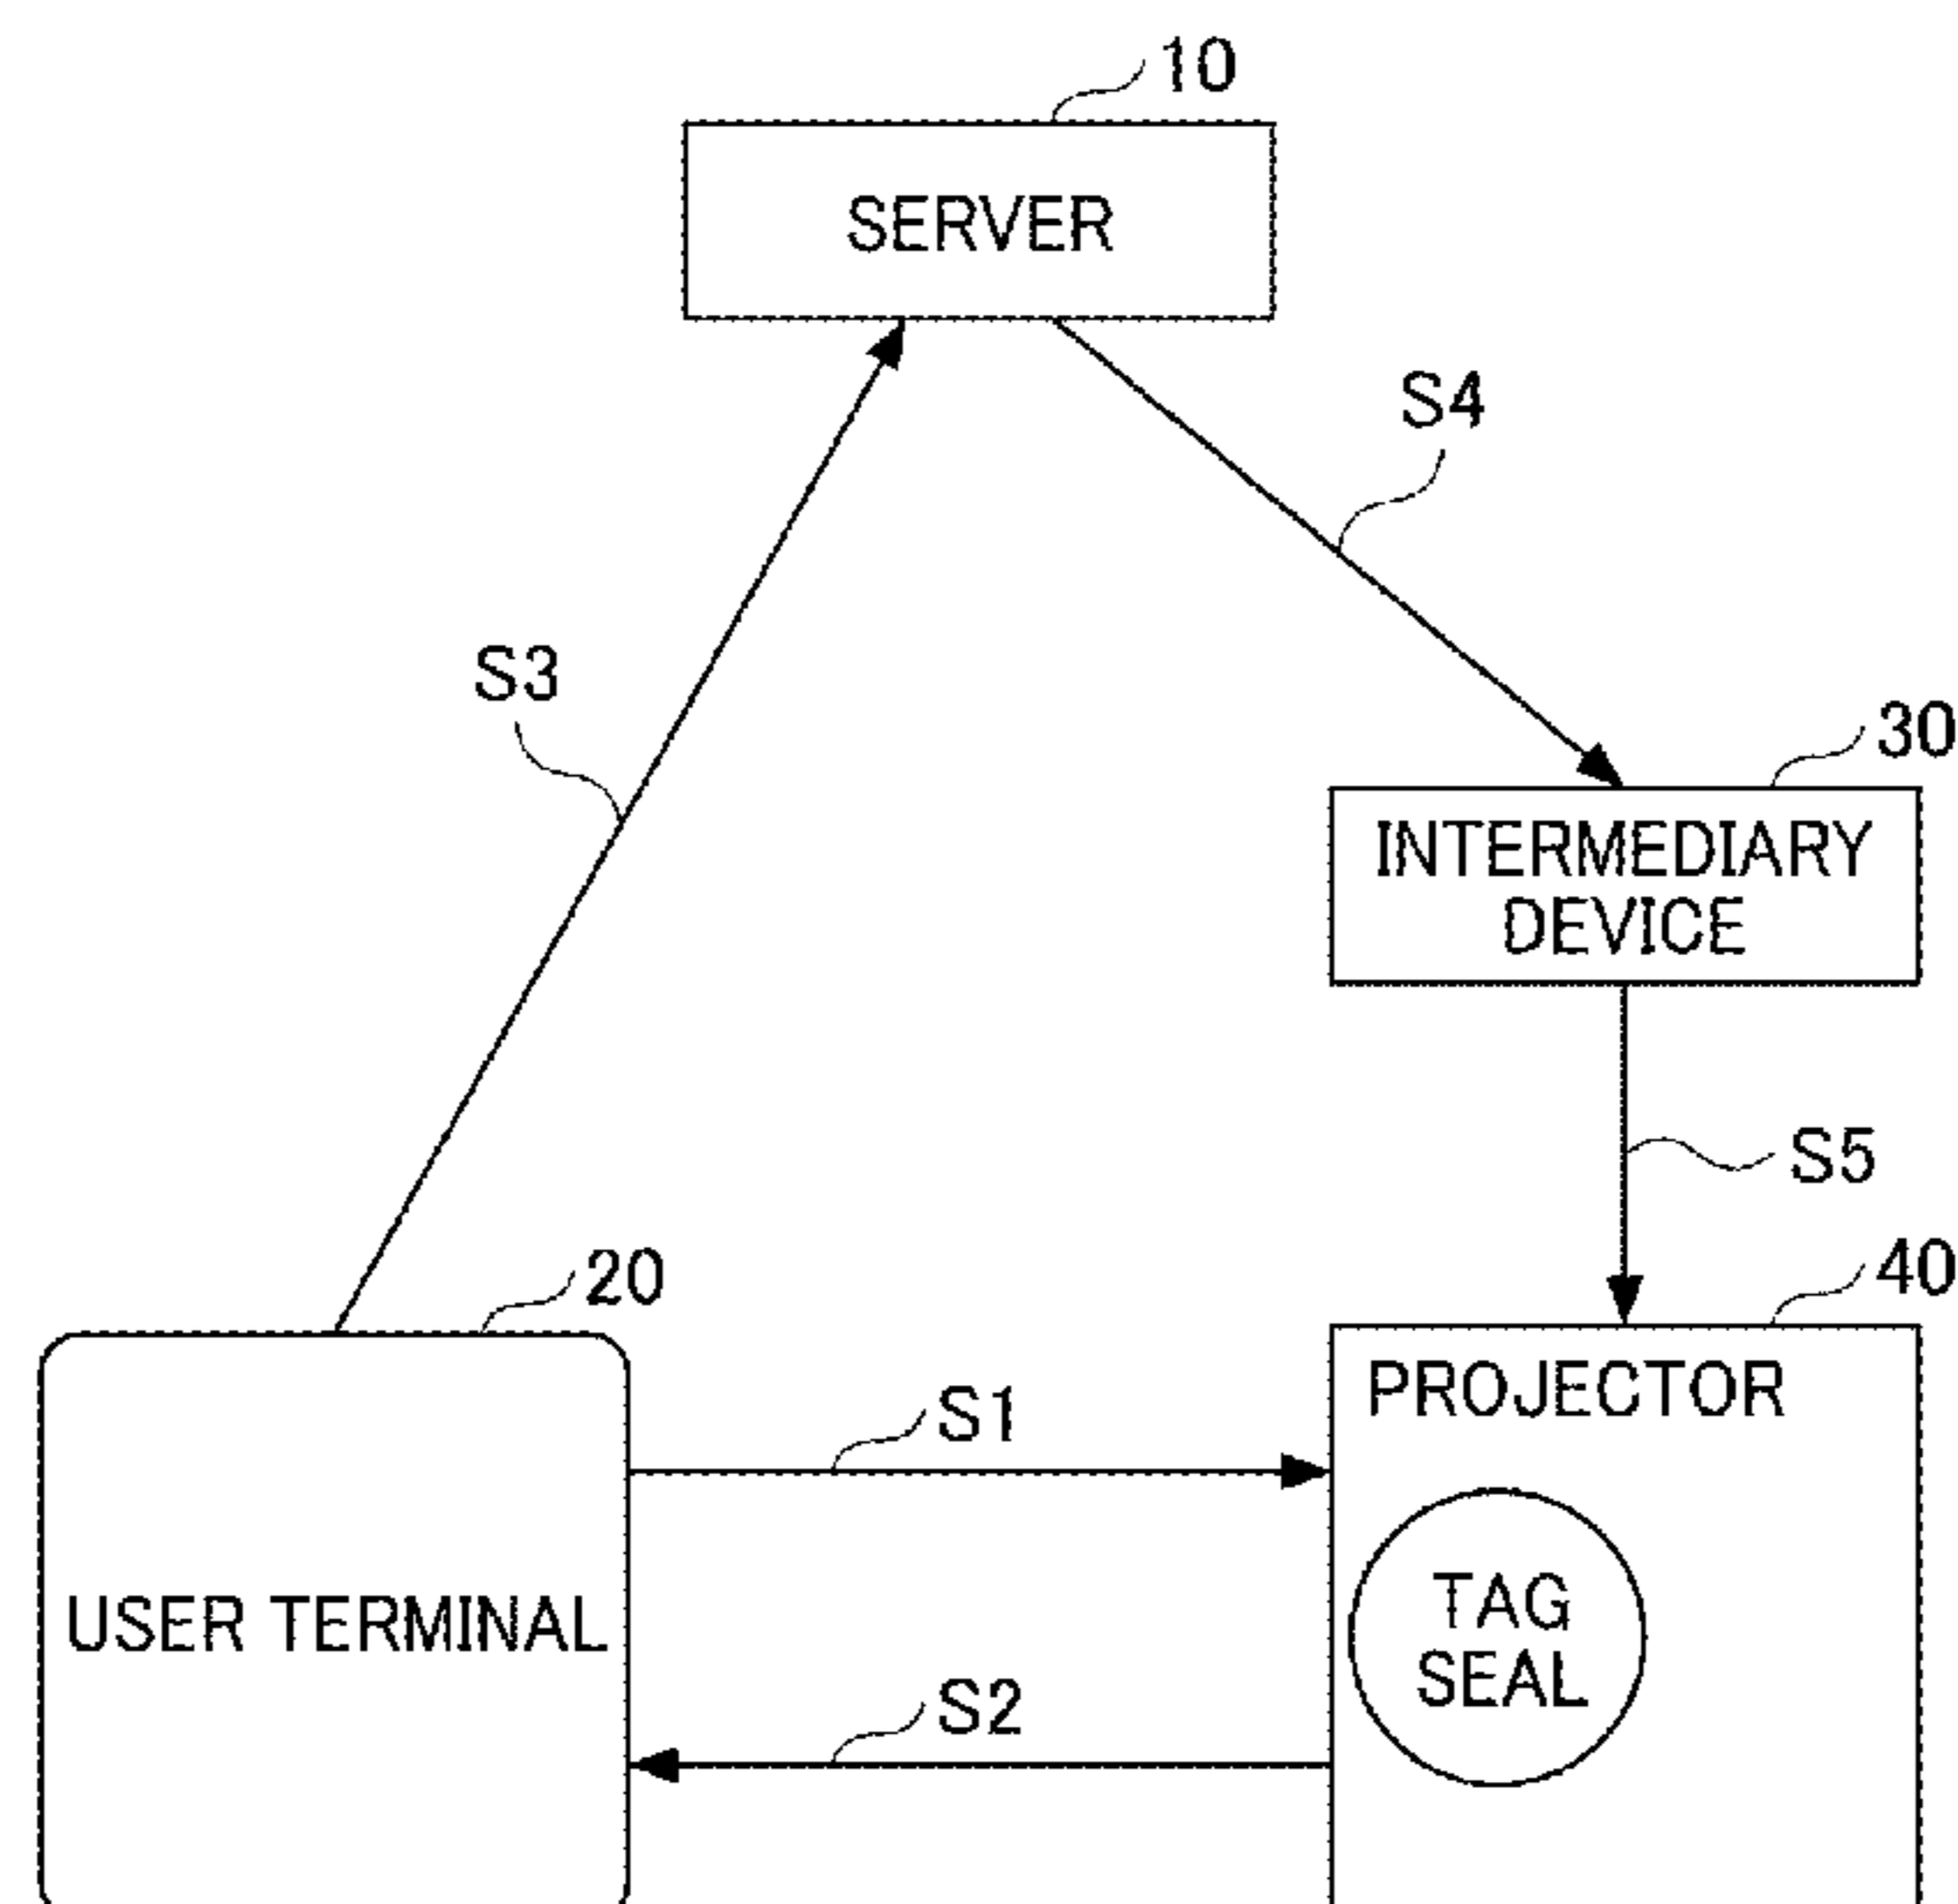 10
SERVER
S4
S3
30
INTERMEDIARY
DEVICE
S5
20
40
PROJECTOR
S1
TAG
SEAL
USER TERMINAL
S2